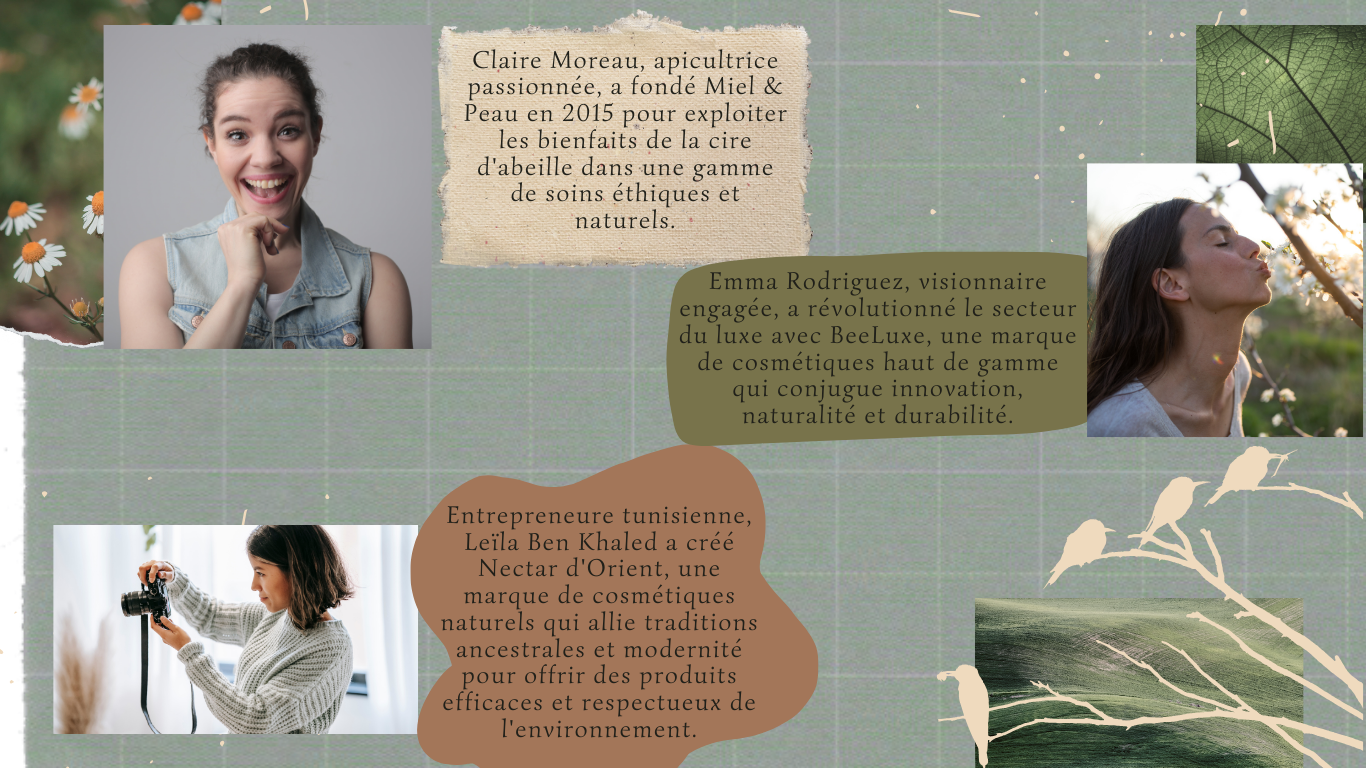 Claire Moreau, apicultrice
passionnée, a fondé Miel &
Peau en 2015 pour exploiter
les bienfaits de la cire
d'abeille dans une gamme
de soins éthiques et
naturels.
Emma Rodriguez, visionnaire
engagée, a révolutionné le secteur
du luxe avec BeeLuxe, une marque
de cosmétiques haut de gamme
qui conjugue innovation,
naturalité et durabilité.
Entrepreneure tunisienne,
Leïla Ben Khaled a créé
Nectar d'Orient, une
marque de cosmétiques
naturels qui allie traditions
ancestrales et modernité
pour offrir des produits
efficaces et respectueux de
l'environnement.